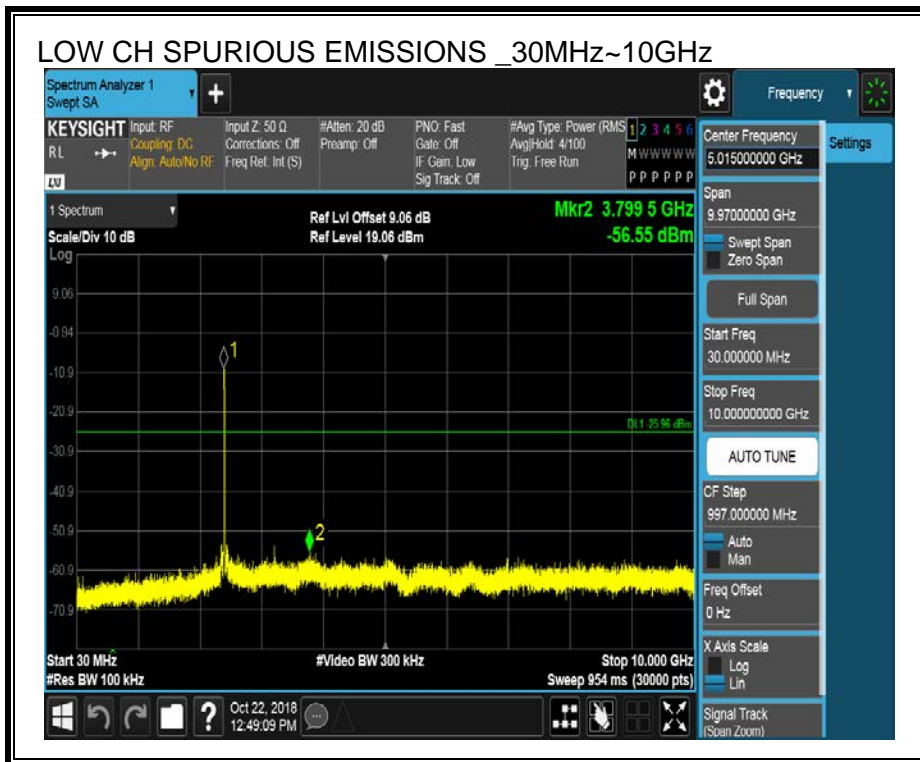 LOW CH SPURIOUS EMISSIONS _30MHz~10GHz
Spectrum Analyzer 1
Swept SA
+
Frequency
KEYSIGHT
RL
LXI
Input: RF
Coupling: DC
Align: Auto/No RF
Input Z: 50 Ω
Corrections: Off
Freq Ref: Int (S)
#Atten: 20 dB
Preamp: Off
PNO: Fast
Gate: Off
IF Gain: Low
Sig Track: Off
#Avg Type: Power (RMS
Avg|Hold: 4/100
Trig: Free Run
1 2 3 4 5 6
M W W W W W
P P P P P P
1 Spectrum
Scale/Div 10 dB
Log
Ref Lvl Offset 9.06 dB
Ref Level 19.06 dBm
Mkr2 3.799 5 GHz
-56.55 dBm
9.06
-0.94
-10.9
-20.9
-30.9
-40.9
-50.9
-60.9
-70.9
1
2
DL1 -25.96 dBm
Start 30 MHz
#Res BW 100 kHz
#Video BW 300 kHz
Stop 10.000 GHz
Sweep 954 ms (30000 pts)
?
Oct 22, 2018
12:49:09 PM
Settings
Center Frequency
5.015000000 GHz
Span
9.97000000 GHz
Swept Span
Zero Span
Full Span
Start Freq
30.000000 MHz
Stop Freq
10.000000000 GHz
AUTO TUNE
CF Step
997.000000 MHz
Auto
Man
Freq Offset
0 Hz
X Axis Scale
Log
Lin
Signal Track
(Span Zoom)